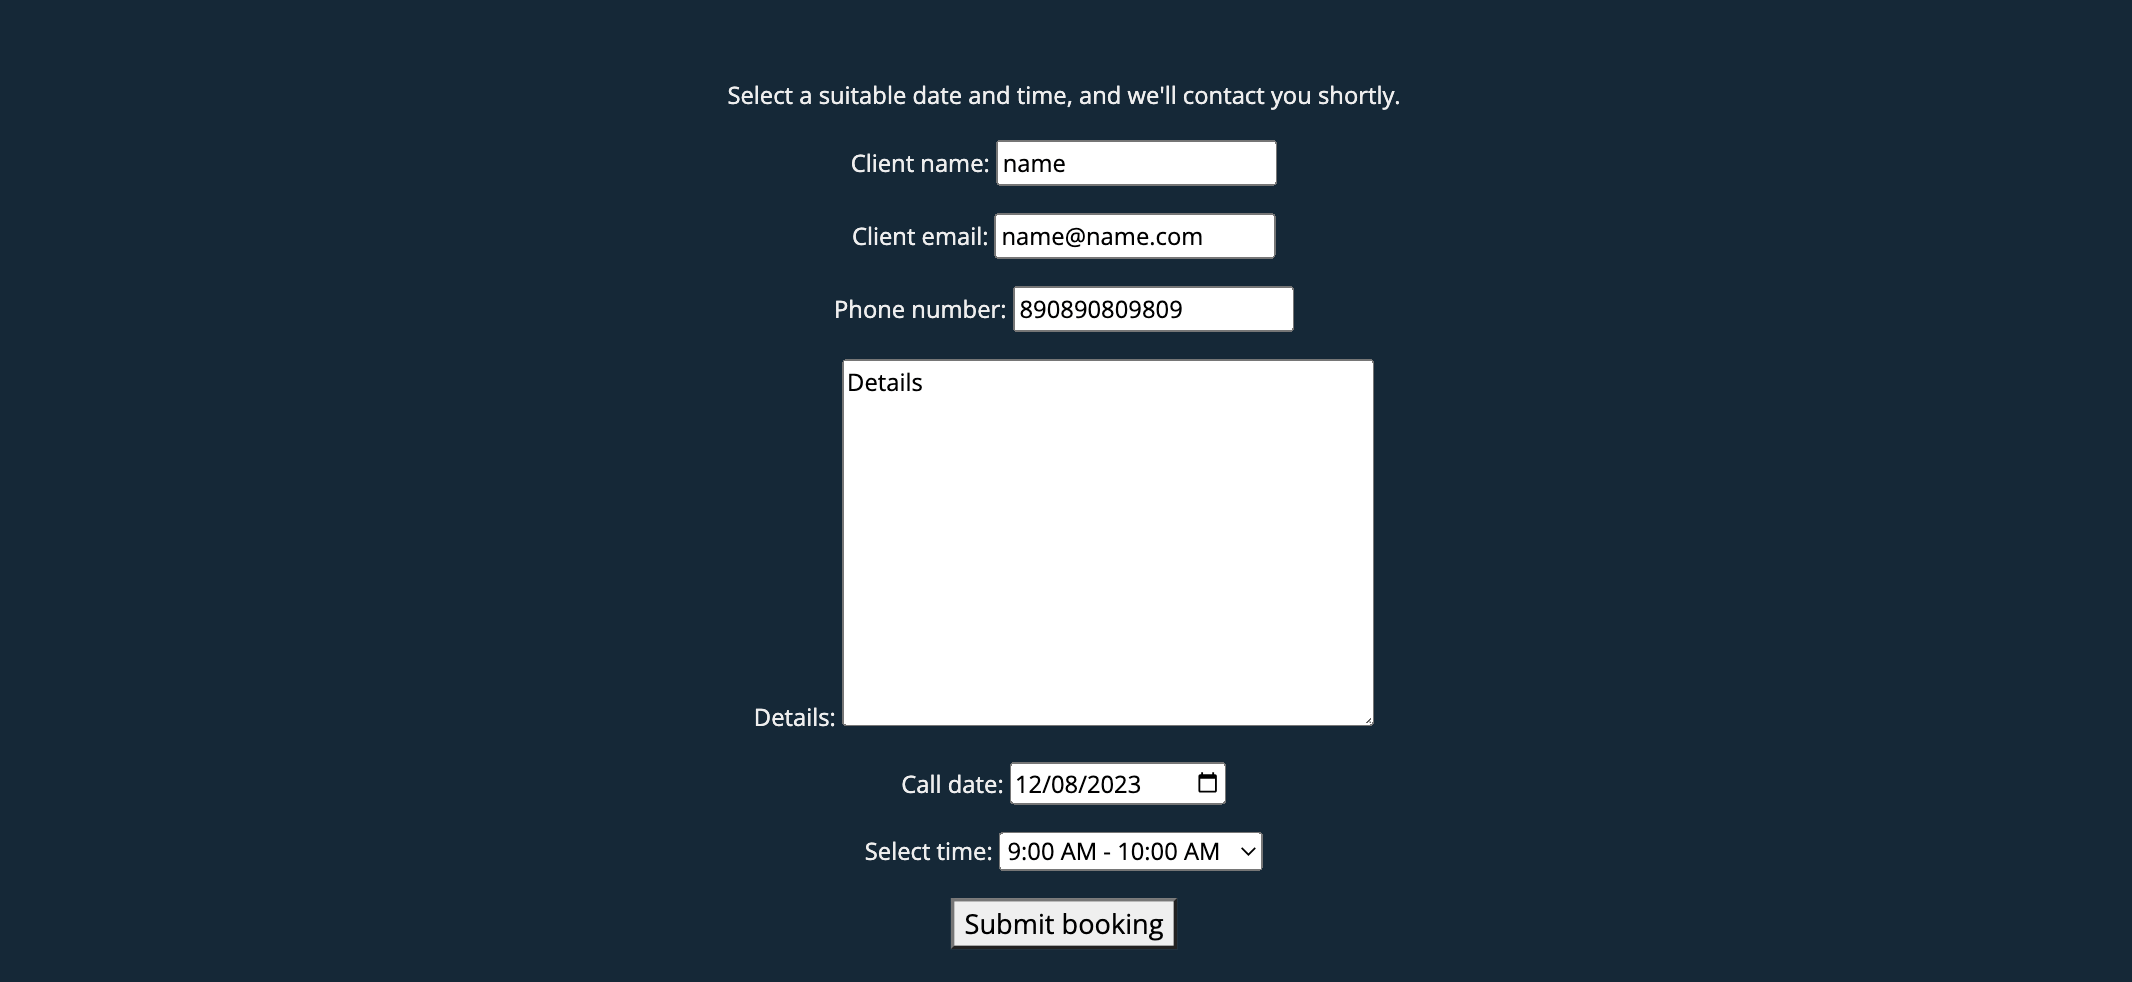 Select a suitable date and time, and we'll contact you shortly.
Client name: name
Client email: name@name.com
Phone number: 890890809809
Details
Details:
Call date: 12/08/2023
Select time: 9:00 AM - 10:00 AM
Submit booking